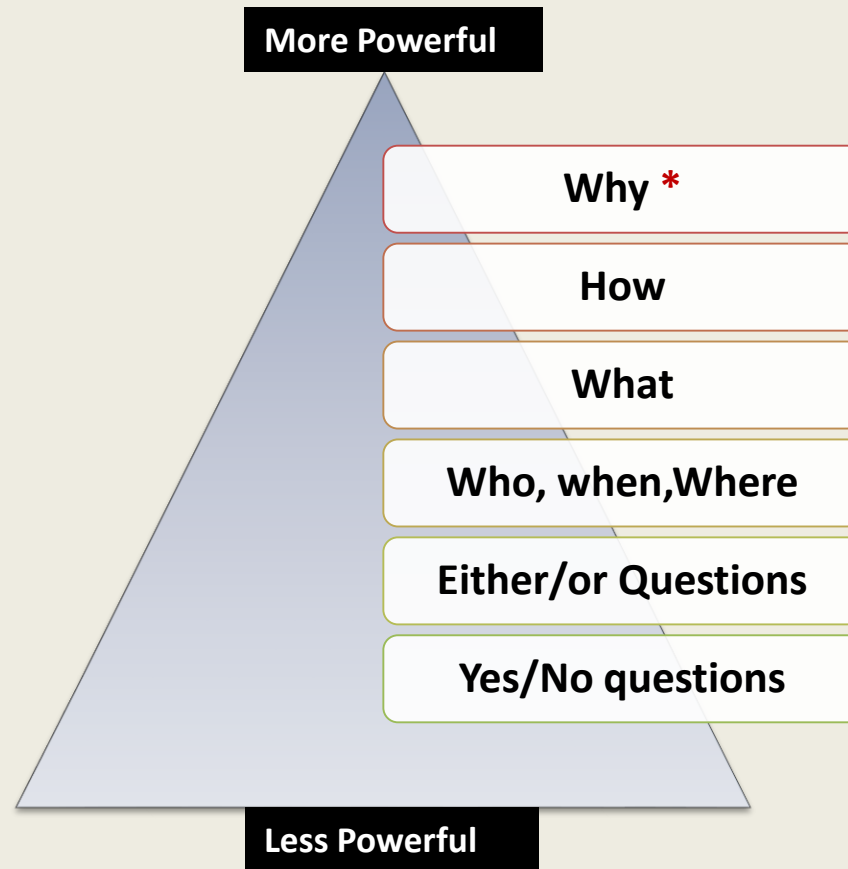 More Powerful
Why *
How
What
Who, when,Where
Either/or Questions
Yes/No questions
Less Powerful